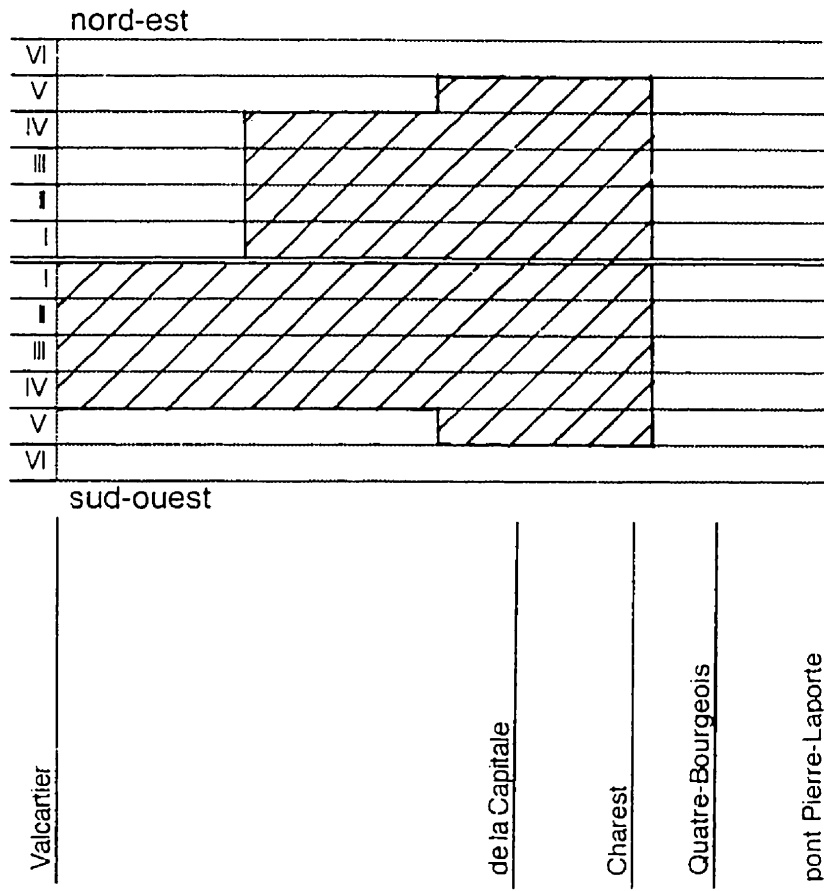 nord-est
VI
V
IV
III
II
I
I
II
III
IV
V
VI
sud-ouest
Valcartier
de la Capitale
Charest
Quatre-Bourgeois
pont Pierre-Laporte